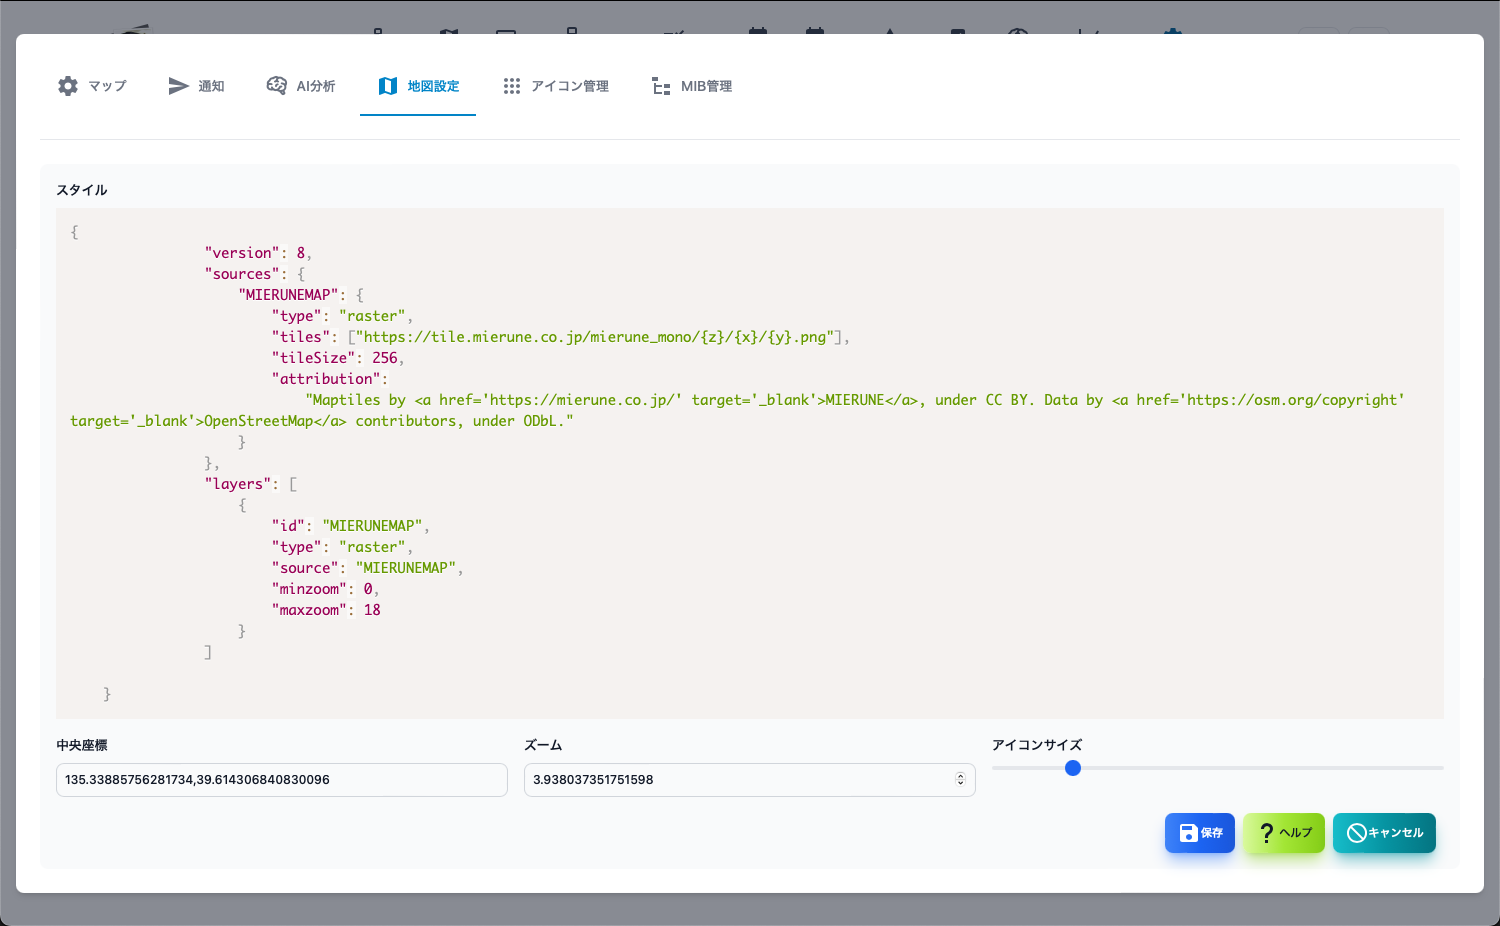 マップ 通知 AI分析 地図設定 アイコン管理 MIB管理
スタイル
{
"version": 8,
"sources": {
"MIERUNEMAP": {
"type": "raster",
"tiles": ["https://tile.mierune.co.jp/mierune_mono/{z}/{x}/{y}.png"],
"tileSize": 256,
"attribution":
"Maptiles by <a href='https://mierune.co.jp/' target='_blank'>MIERUNE</a>, under CC BY. Data by <a href='https://osm.org/copyright'
target='_blank'>OpenStreetMap</a> contributors, under ODbL."
}
},
"layers": [
{
"id": "MIERUNEMAP",
"type": "raster",
"source": "MIERUNEMAP",
"minzoom": 0,
"maxzoom": 18
}
]
}
中央座標 ズーム アイコンサイズ
135.33885756281734,39.614306840830096 3.938037351751598
保存 ヘルプ キャンセル